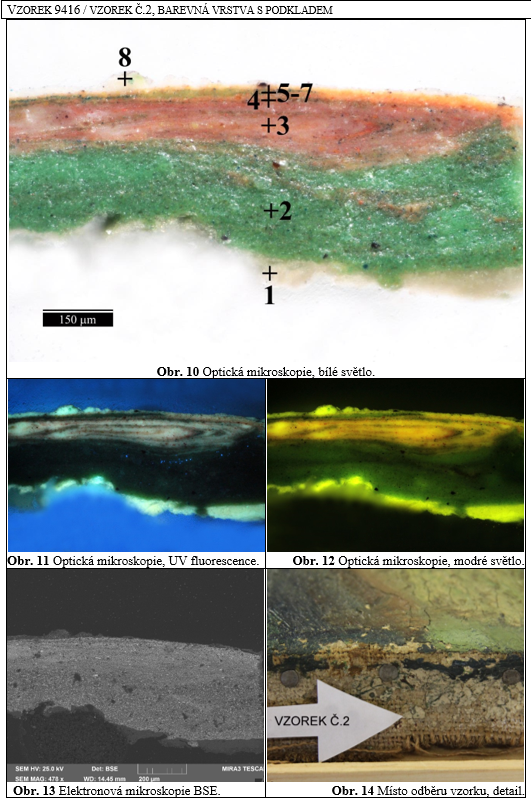 VZOREK 9416 / VZOREK Č.2, BAREVNÁ VRSTVA S PODKLADEM
8
4 5-7
3
2
1
150 µm
Obr. 10 Optická mikroskopie, bílé světlo.
Obr. 11 Optická mikroskopie, UV fluorescence.
Obr. 12 Optická mikroskopie, modré světlo.
SEM HV: 25.0 kV Det: BSE MIRA3 TESCA
SEM MAG: 478 x WD: 14.45 mm 200 µm
VZOREK Č.2
Obr. 13 Elektronová mikroskopie BSE.
Obr. 14 Místo odběru vzorku, detail.